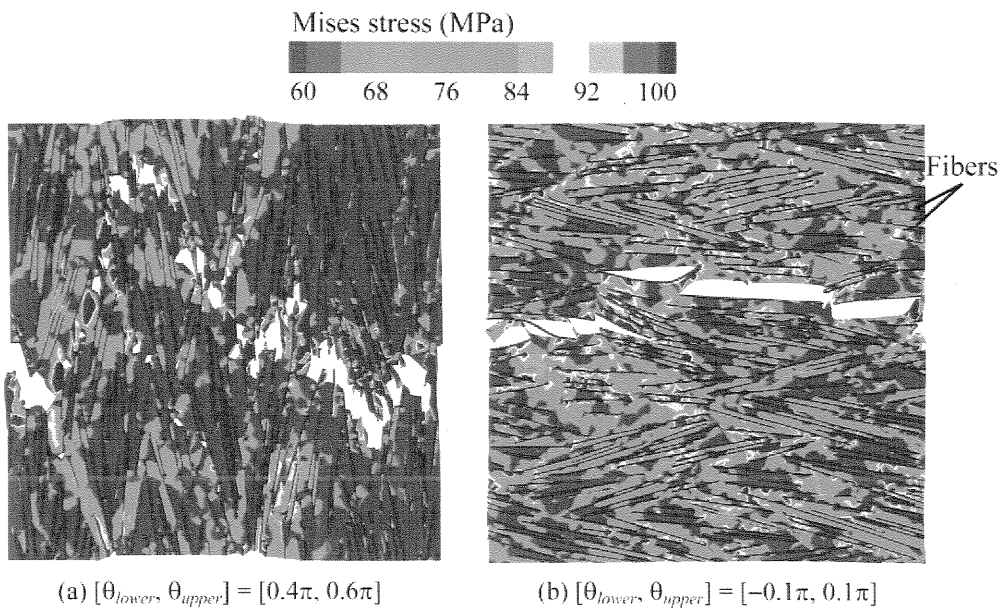 Mises stress (MPa)
60 68 76 84 92 100
Fibers
(a) [θlower, θupper] = [0.4π, 0.6π]
(b) [θlower, θupper] = [−0.1π, 0.1π]